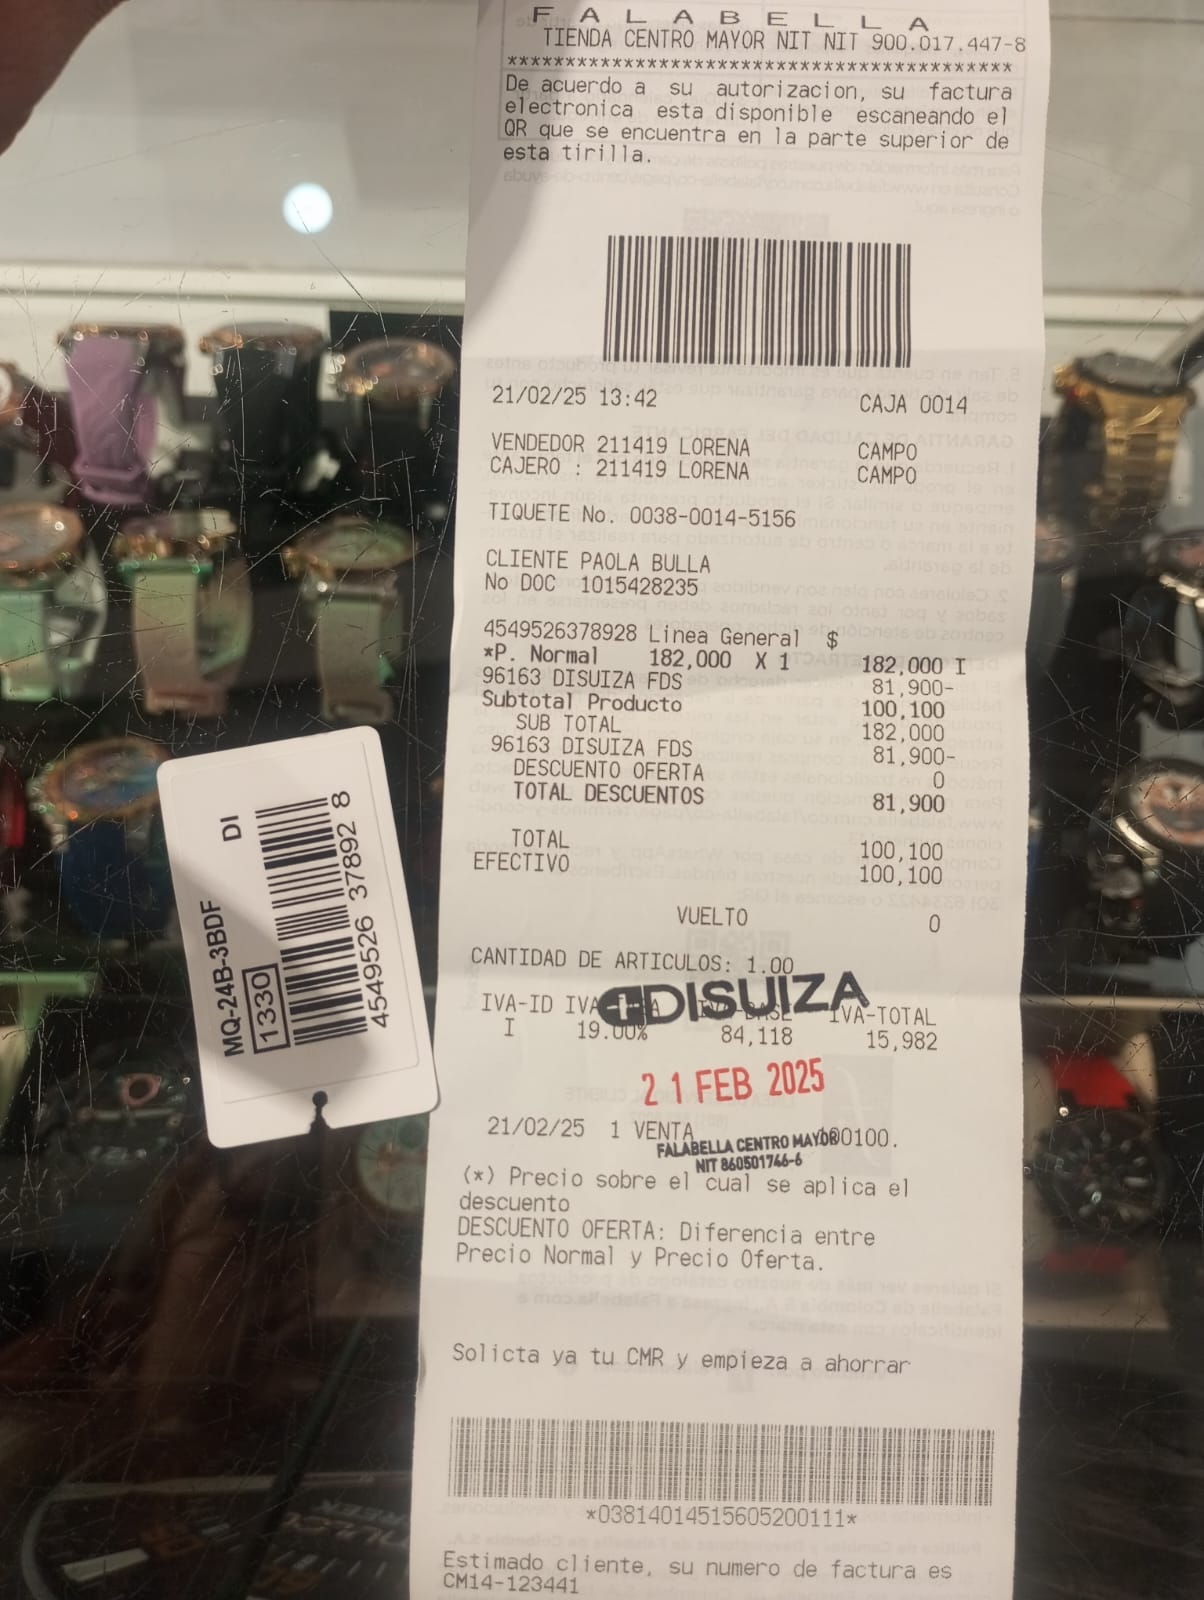 F A L A B E L L A
TIENDA CENTRO MAYOR NIT NIT 900.017.447-8
******************************************
De acuerdo a su autorizacion, su factura
electronica esta disponible escaneando el
QR que se encuentra en la parte superior de
esta tirilla.
21/02/25 13:42 CAJA 0014
VENDEDOR 211419 LORENA CAMPO
CAJERO : 211419 LORENA CAMPO
TIQUETE No. 0038-0014-5156
CLIENTE PAOLA BULLA
No DOC 1015428235
4549526378928 Linea General $
*P. Normal 182,000 X 1 182,000 I
96163 DISUIZA FDS 81,900-
Subtotal Producto 100,100
SUB TOTAL 182,000
96163 DISUIZA FDS 81,900-
DESCUENTO OFERTA 0
TOTAL DESCUENTOS 81,900
TOTAL 100,100
EFECTIVO 100,100
VUELTO 0
CANTIDAD DE ARTICULOS: 1.00
DISUIZA
IVA-ID IVA-TASA IVA-BASE IVA-TOTAL
I 19.00% 84,118 15,982
21 FEB 2025
21/02/25 1 VENTA 00100.
FALABELLA CENTRO MAYOR
NIT 860501746-6
(*) Precio sobre el cual se aplica el
descuento
DESCUENTO OFERTA: Diferencia entre
Precio Normal y Precio Oferta.
Solicta ya tu CMR y empieza a ahorrar
*03814014515605200111*
Estimado cliente, su numero de factura es
CM14-123441
MQ-24B-3BDF DI
1330
4549526 37892 8